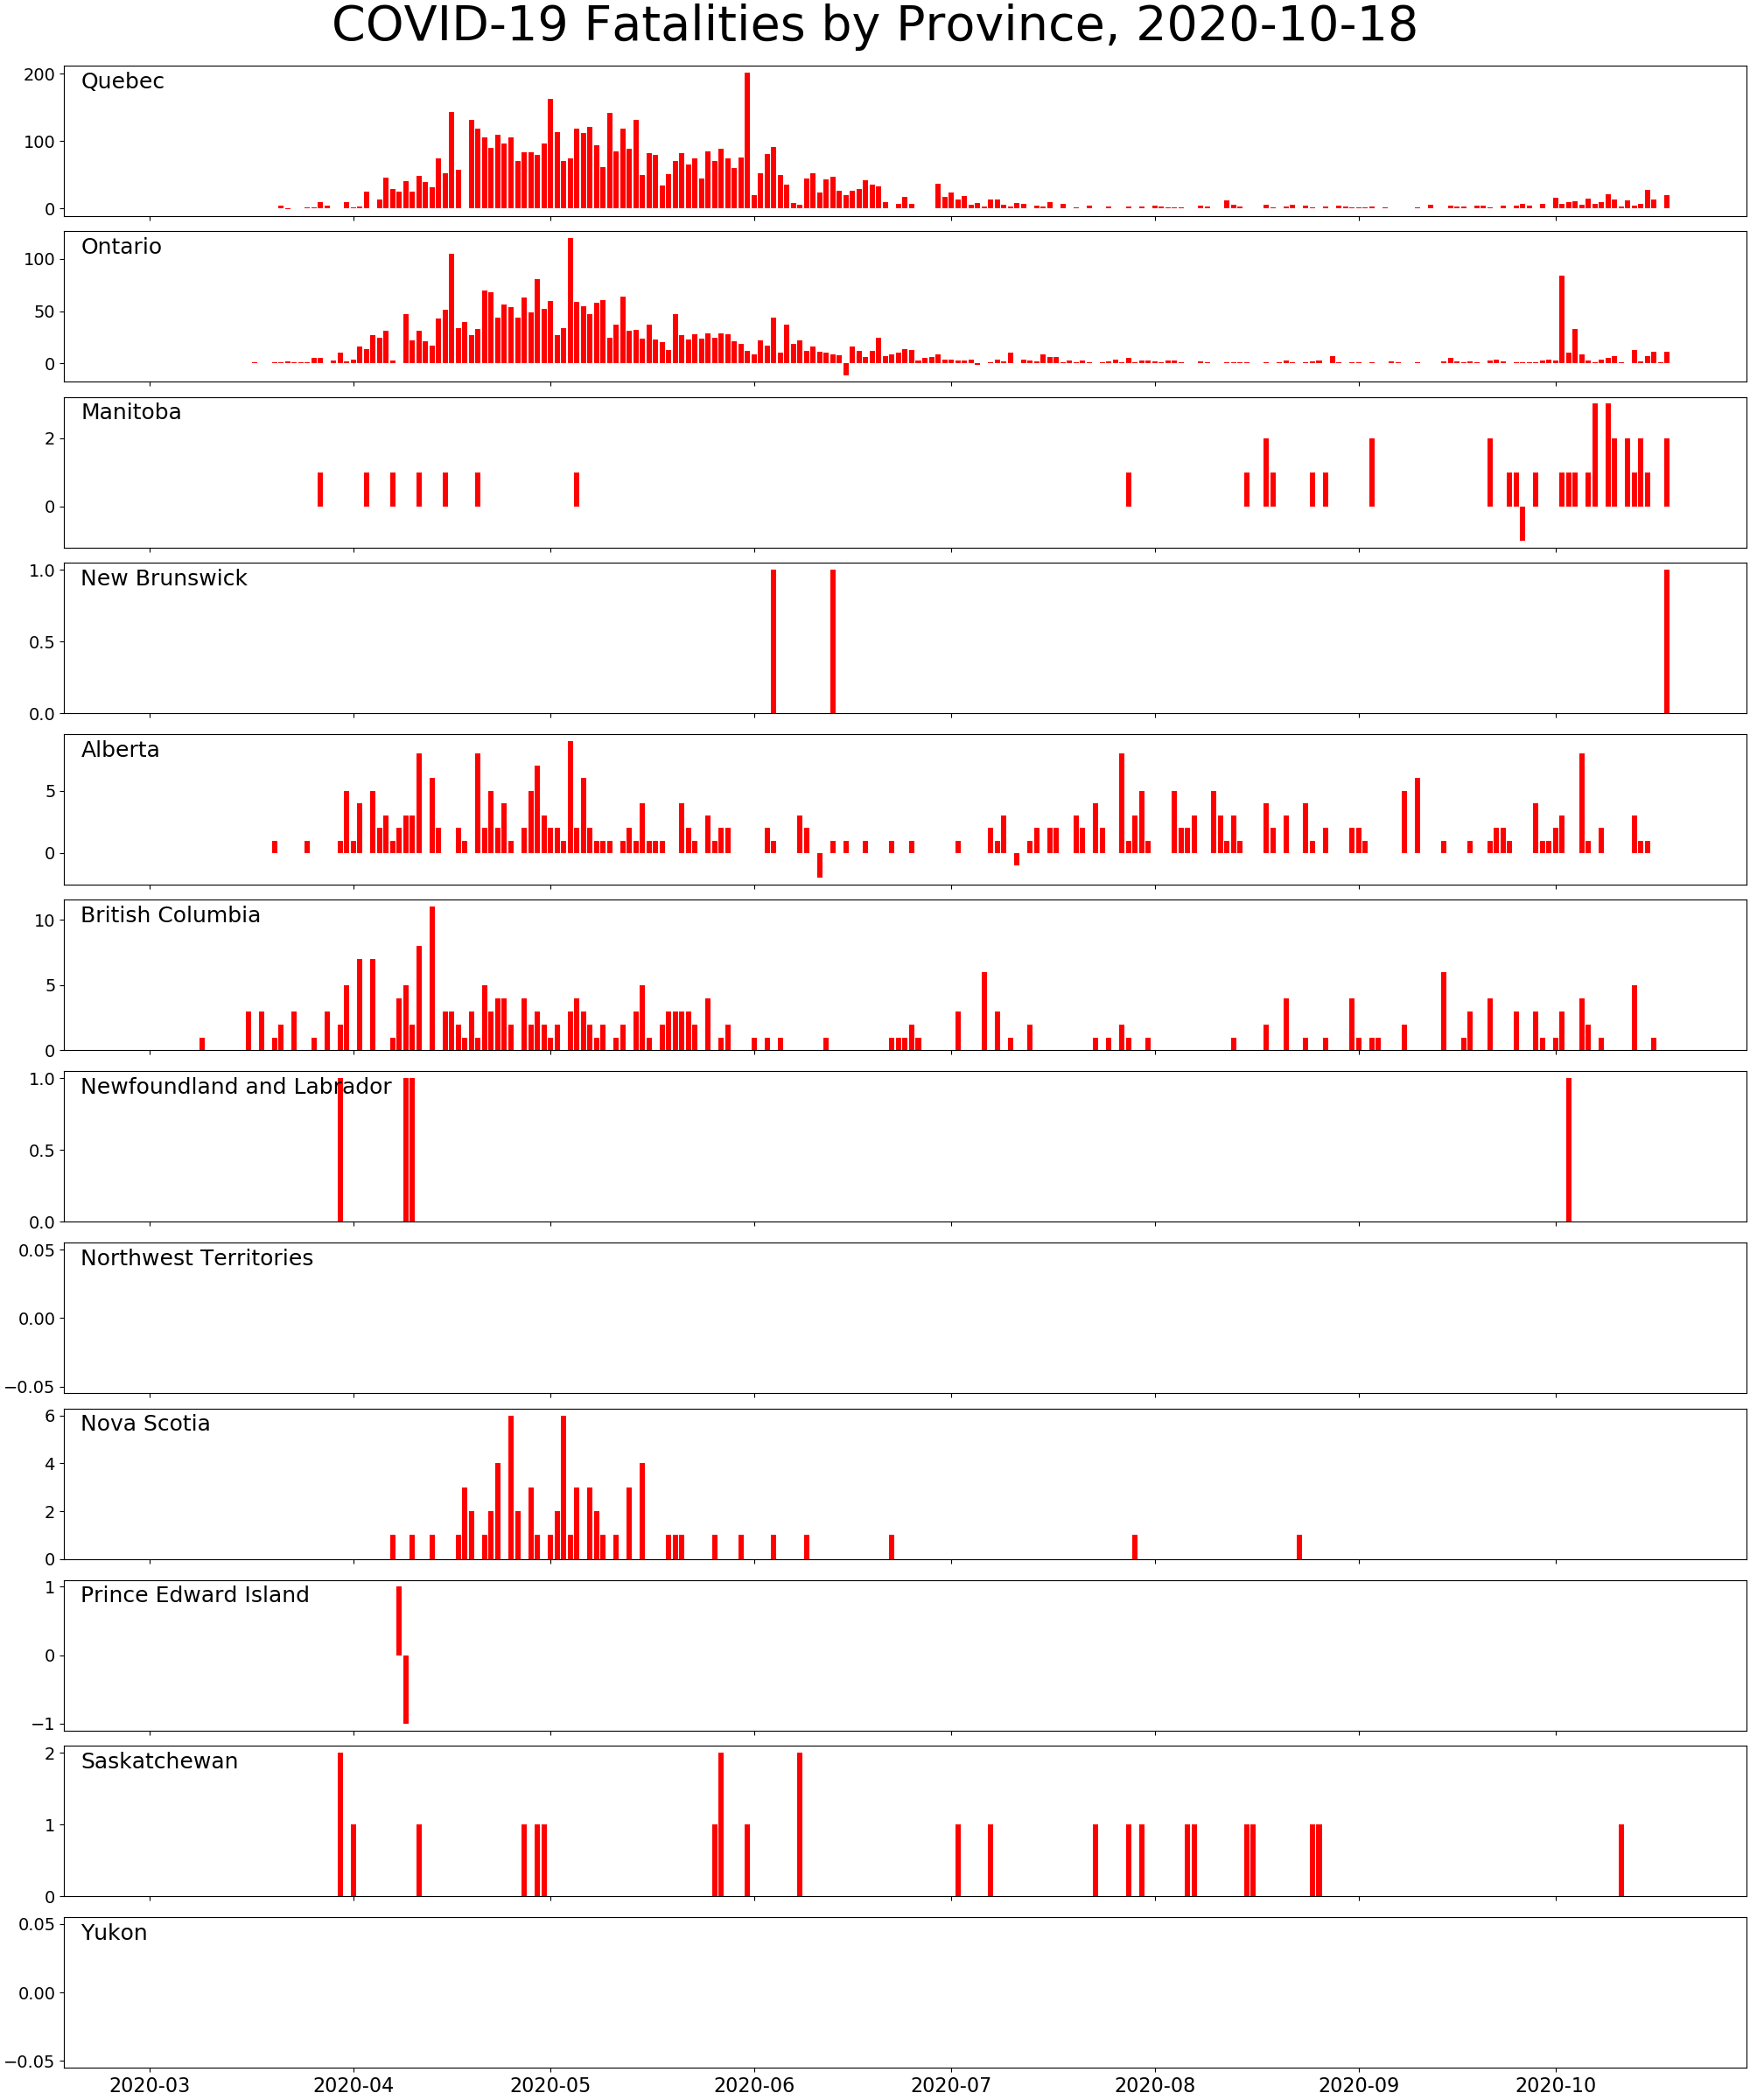 COVID-19 Fatalities by Province, 2020-10-18
Quebec
200
100
0
Ontario
100
50
0
Manitoba
2
0
New Brunswick
1.0
0.5
0.0
Alberta
5
0
British Columbia
10
5
0
Newfoundland and Labrador
1.0
0.5
0.0
Northwest Territories
0.05
0.00
−0.05
Nova Scotia
6
4
2
0
Prince Edward Island
1
0
−1
Saskatchewan
2
1
0
Yukon
0.05
0.00
−0.05
2020-03 2020-04 2020-05 2020-06 2020-07 2020-08 2020-09 2020-10